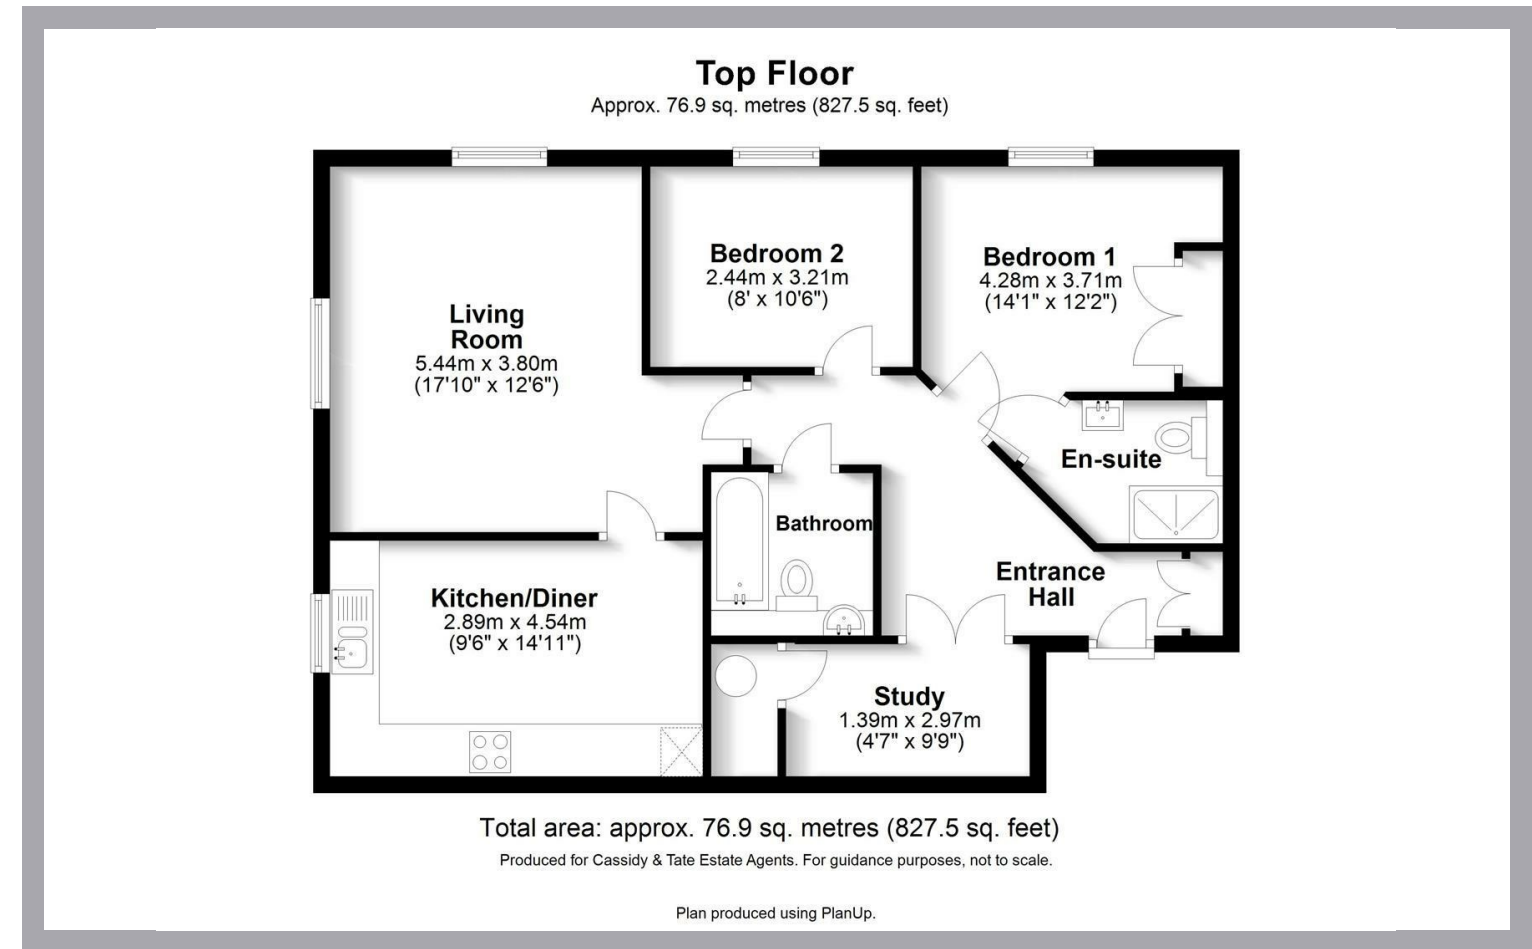 Top Floor
Approx. 76.9 sq. metres (827.5 sq. feet)
Bedroom 2
2.44m x 3.21m
(8' x 10'6")
Bedroom 1
4.28m x 3.71m
(14'1" x 12'2")
Living
Room
5.44m x 3.80m
(17'10" x 12'6")
En-suite
Bathroom
Entrance
Hall
Kitchen/Diner
2.89m x 4.54m
(9'6" x 14'11")
Study
1.39m x 2.97m
(4'7" x 9'9")
Total area: approx. 76.9 sq. metres (827.5 sq. feet)
Produced for Cassidy & Tate Estate Agents. For guidance purposes, not to scale.
Plan produced using PlanUp.